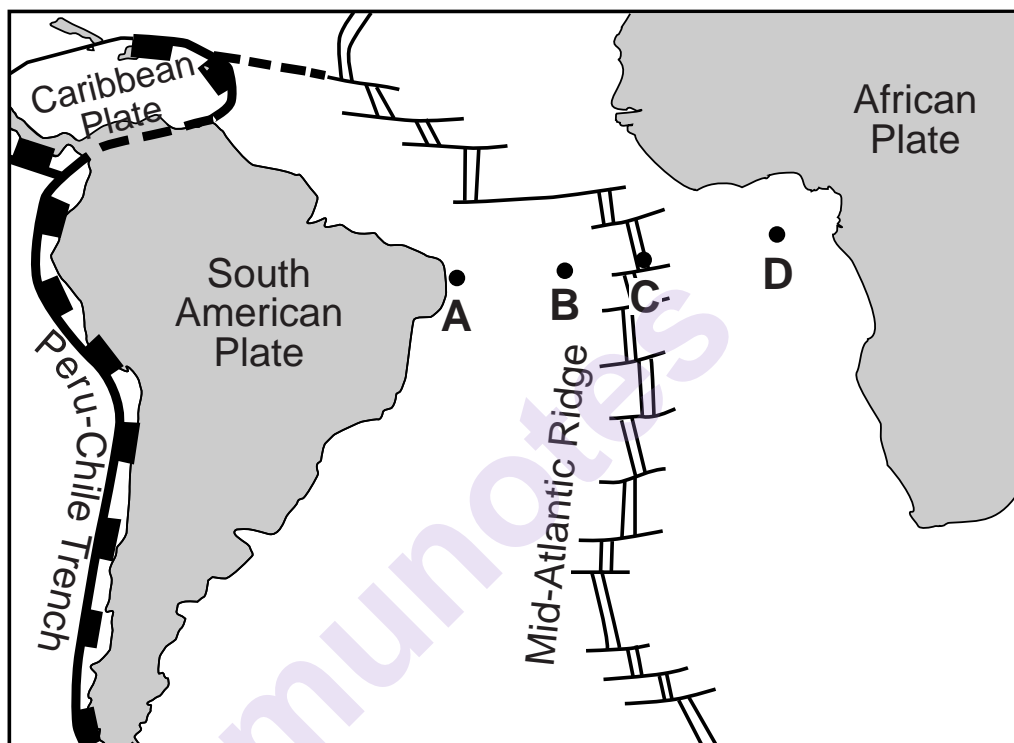 Caribbean
Plate
African
Plate
South
American
Plate
A
B
C
D
Peru-Chile Trench
Mid-Atlantic Ridge
munotes